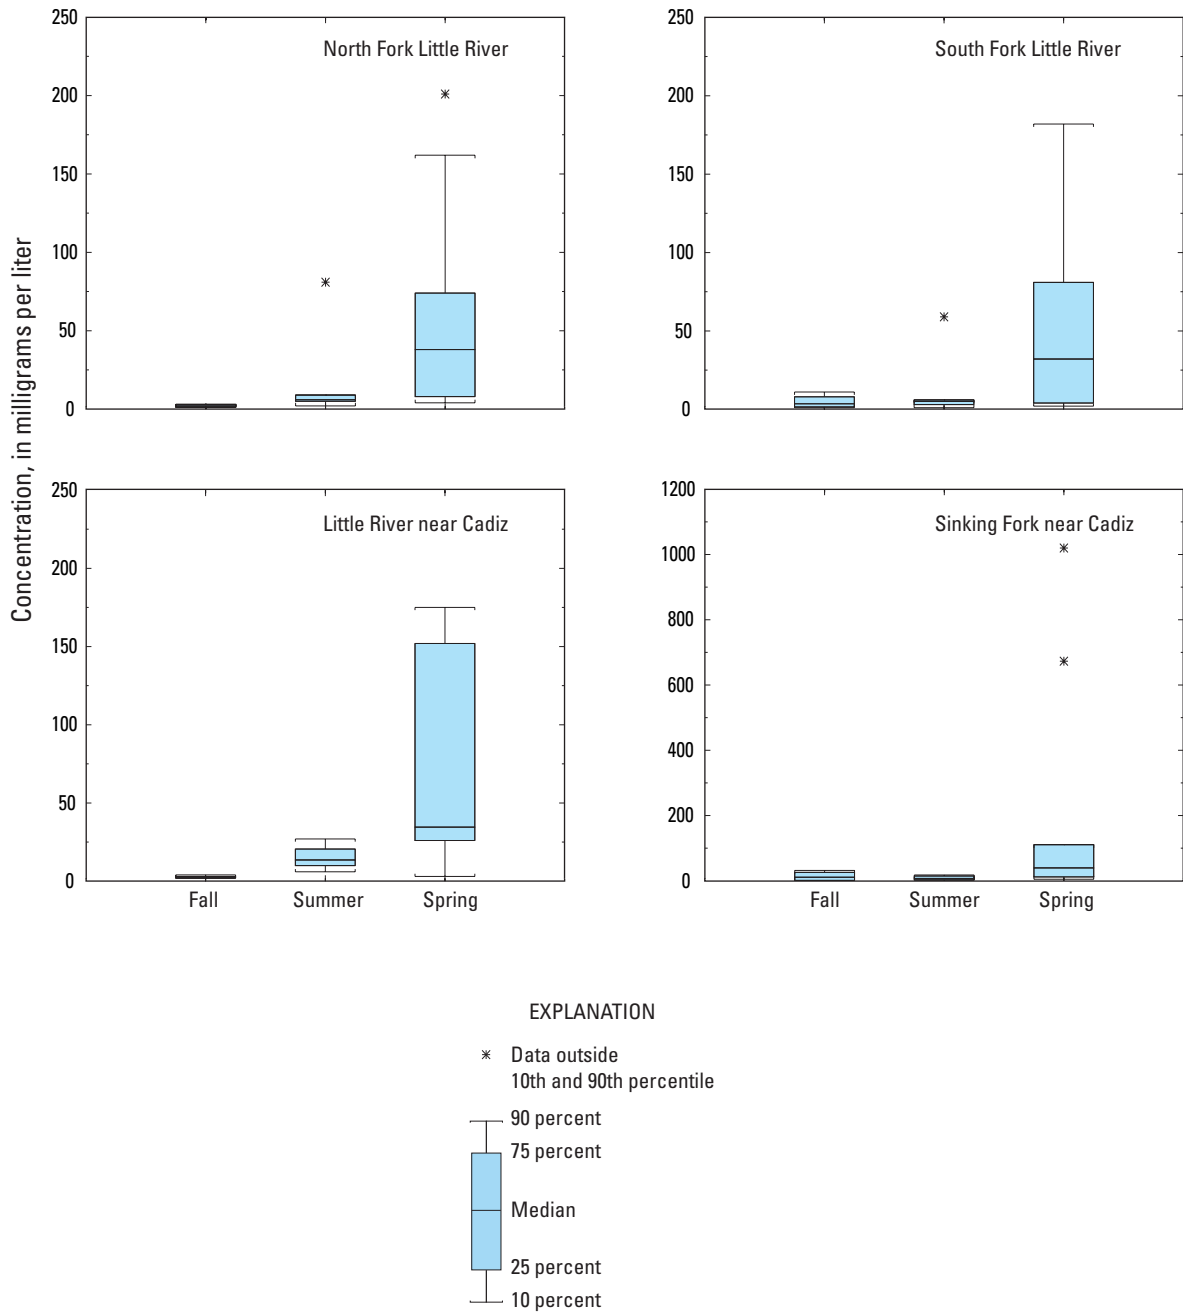 Concentration, in milligrams per liter
250
200
150
100
50
0
North Fork Little River
250
200
150
100
50
0
South Fork Little River
250
200
150
100
50
0
Little River near Cadiz
Fall Summer Spring
1200
1000
800
600
400
200
0
Sinking Fork near Cadiz
Fall Summer Spring
EXPLANATION
* Data outside
10th and 90th percentile
90 percent
75 percent
Median
25 percent
10 percent